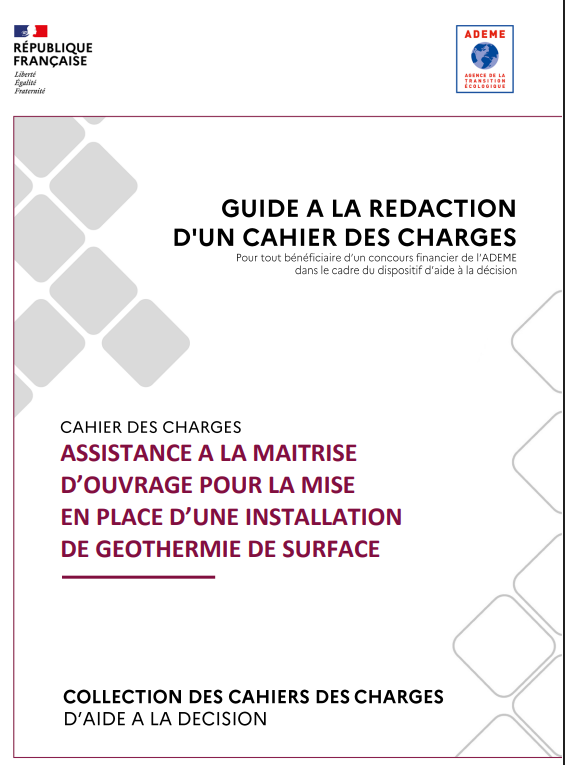 RÉPUBLIQUE
FRANÇAISE
Liberté
Égalité
Fraternité
ADEME
AGENCE DE LA
TRANSITION
ÉCOLOGIQUE
GUIDE A LA REDACTION
D'UN CAHIER DES CHARGES
Pour tout bénéficiaire d'un concours financier de l'ADEME
dans le cadre du dispositif d'aide à la décision
CAHIER DES CHARGES
ASSISTANCE A LA MAITRISE
D’OUVRAGE POUR LA MISE
EN PLACE D’UNE INSTALLATION
DE GEOTHERMIE DE SURFACE
COLLECTION DES CAHIERS DES CHARGES
D'AIDE A LA DECISION